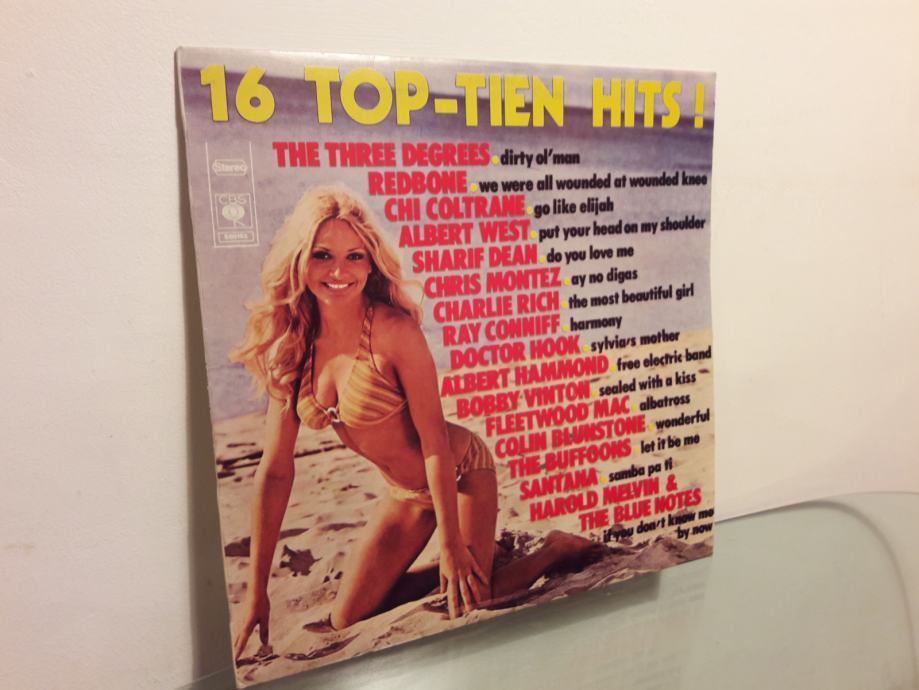 16 TOP-TIEN HITS!
THE THREE DEGREES • dirty ol'man
Stereo
REDBONE • we were all wounded at wounded knee
CBS
CHI COLTRANE • go like elijah
ALBERT WEST • put your head on my shoulder
SHARIF DEAN • do you love me
CHRIS MONTEZ • ay no digas
CHARLIE RICH • the most beautiful girl
RAY CONNIFF • harmony
DOCTOR HOOK • sylvia's mother
ALBERT HAMMOND • free electric band
BOBBY VINTON • sealed with a kiss
FLEETWOOD MAC • albatross
COLIN BLUNSTONE • wonderful
THE BUFFOONS • let it be me
SANTANA • samba pa ti
HAROLD MELVIN &
THE BLUE NOTES
if you don't know me
by now